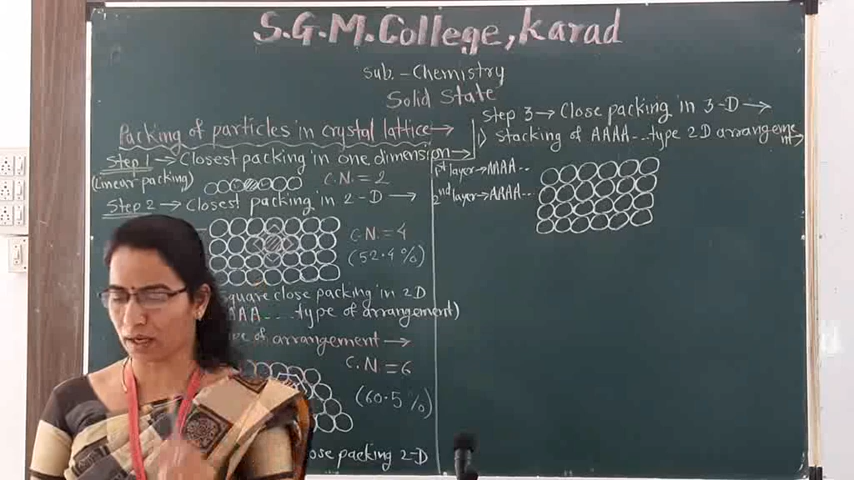 S.G.M.College, Karad
Sub. - Chemistry
Solid State
Packing of particles in crystal lattice →
Step 1 → Closest packing in one dimension →
(Linear packing)
C.N. = 2
Step 2 → Closest packing in 2-D →
C.N. = 4
(52.4%)
square close packing in 2D
AAA.... type of arrangement)
of arrangement →
C.N = 6
(60.5%)
close packing 2-D
Step 3 → Close packing in 3-D →
1) Stacking of AAAA...type 2D arrangement →
1st layer → AAAA..
2nd layer → AAAA...